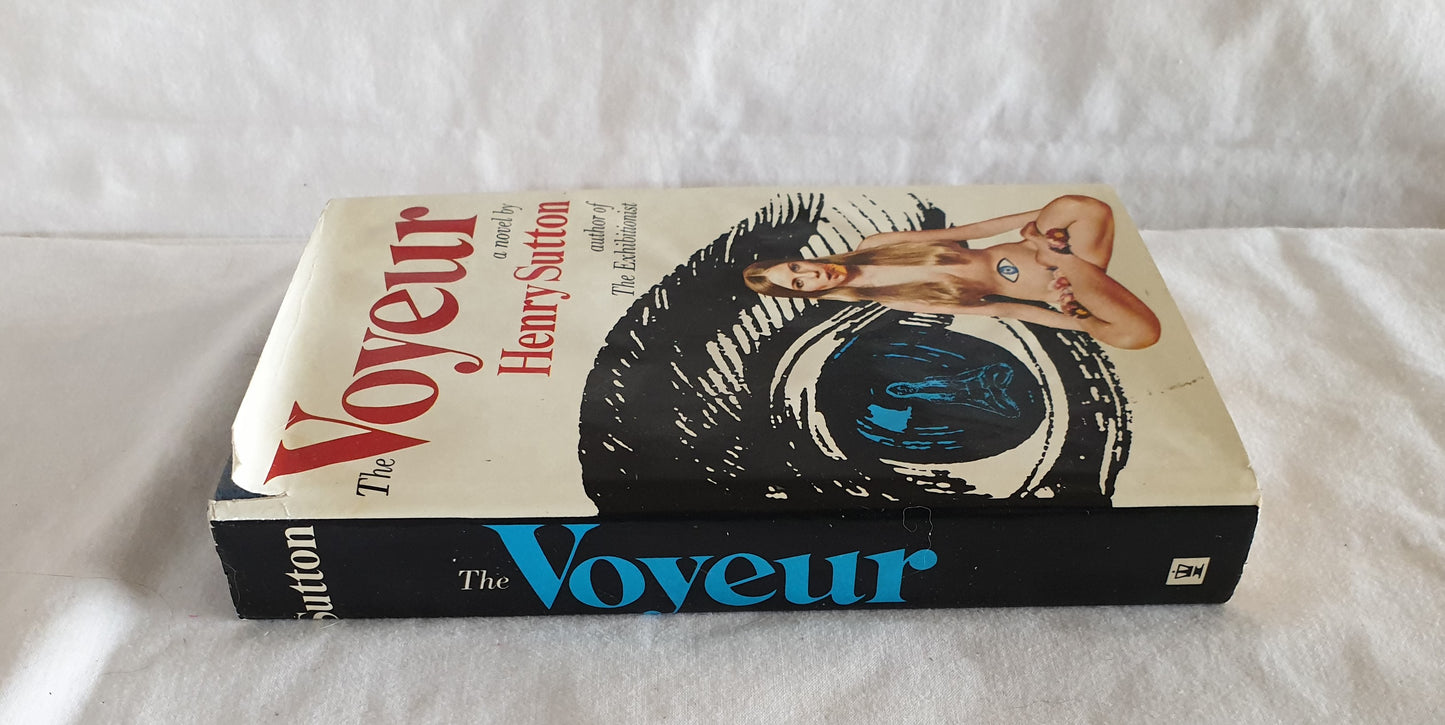 The
Voyeur
a novel by
Henry Sutton
author of
The Exhibitionist
Sutton
The Voyeur